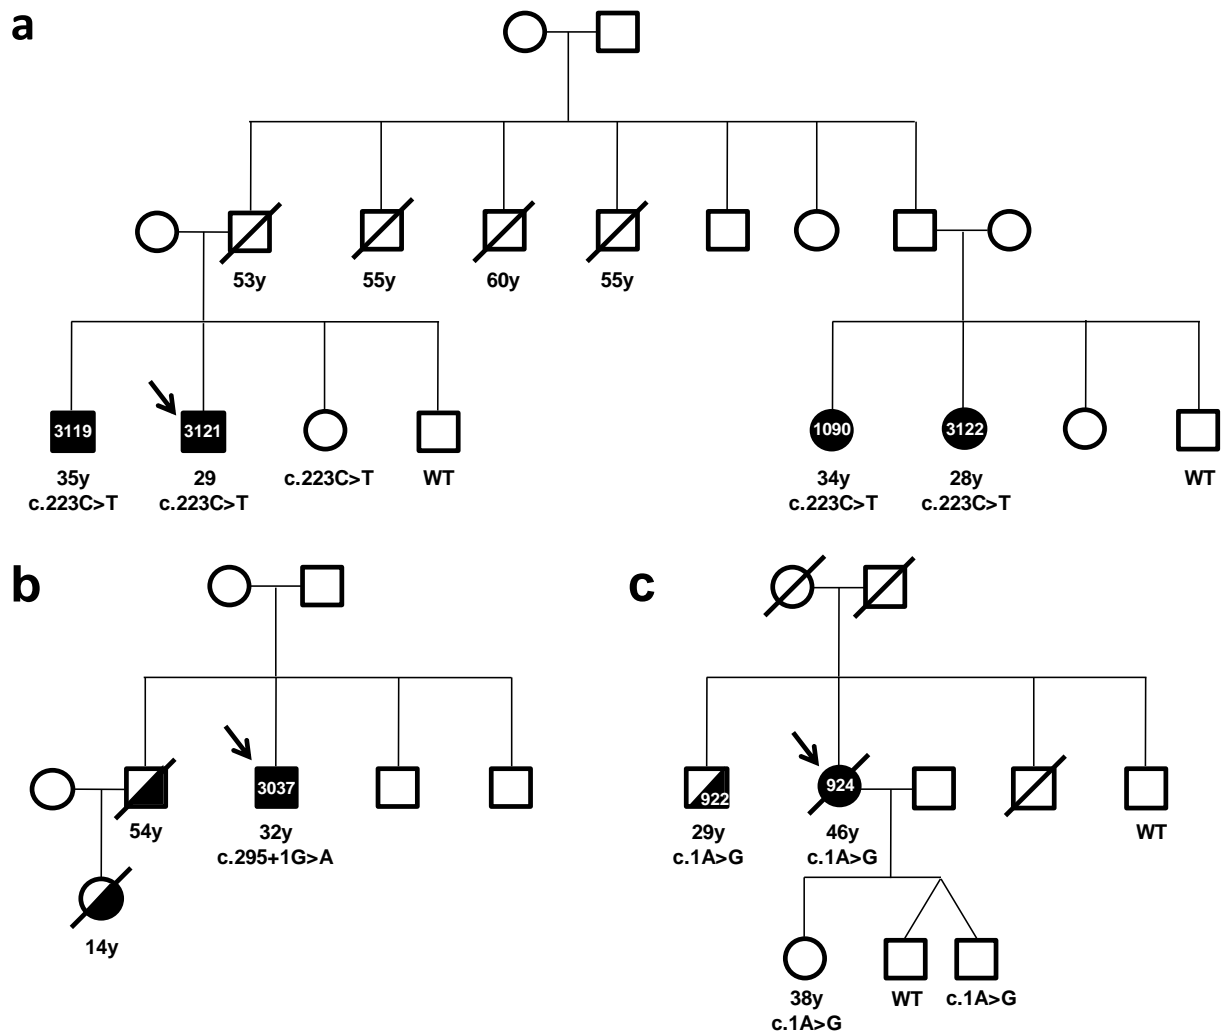 a
53y 55y 60y 55y
3119 3121 1090 3122
35y 29 c.223C>T WT 34y 28y WT
c.223C>T c.223C>T c.223C>T c.223C>T
b
3037
54y 32y
c.295+1G>A
14y
c
922 924
29y 46y WT
c.1A>G c.1A>G
38y WT c.1A>G
c.1A>G